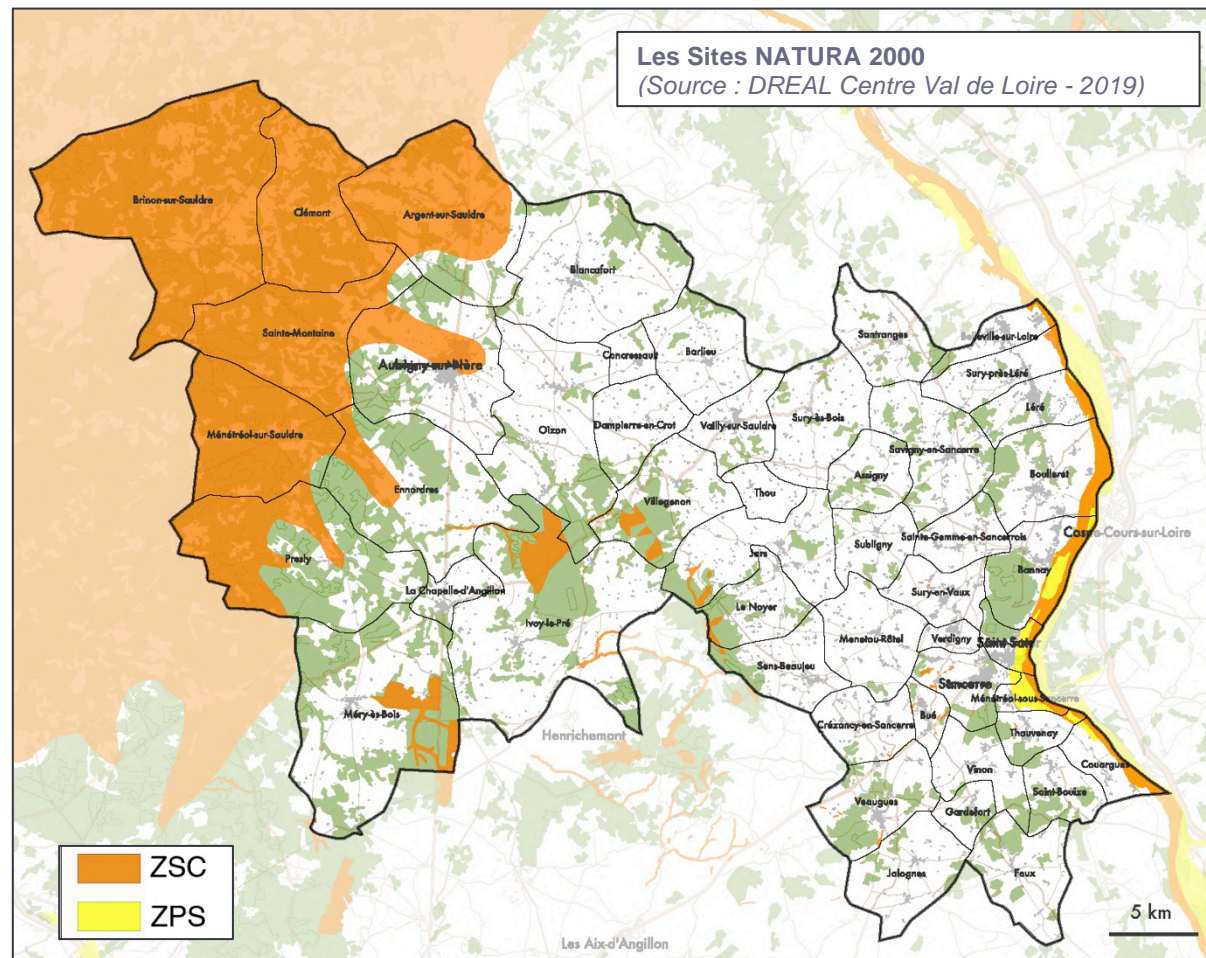 Les Sites NATURA 2000
(Source : DREAL Centre Val de Loire - 2019)
Brinon-sur-Sauldre
Clémont
Argent-sur-Sauldre
Blancafort
Sainte-Montaine
Aubigny-sur-Nère
Concressault
Barlieu
Santranges
Belleville-sur-Loire
Sury-près-Léré
Léré
Ménétréol-sur-Sauldre
Oizon
Dampierre-en-Crot
Vailly-sur-Sauldre
Sury-ès-Bois
Savigny-en-Sancerre
Assigny
Boulleret
Ennordres
Villegenon
Thou
Presly
Jars
Subligny
Sainte-Gemme-en-Sancerrois
Cosne-Cours-sur-Loire
Bannay
La Chapelle-d'Angillon
Ivoy-le-Pré
Le Noyer
Sury-en-Vaux
Menetou-Râtel
Verdigny
Saint-Satur
Sens-Beaujeu
Sancerre
Ménétréol-sous-Sancerre
Méry-ès-Bois
Henrichemont
Crézancy-en-Sancerre
Bué
Thauvenay
Vinon
Couargues
Veaugues
Gardefort
Saint-Bouize
Jalognes
Feux
Les Aix-d'Angillon
ZSC
ZPS
5 km